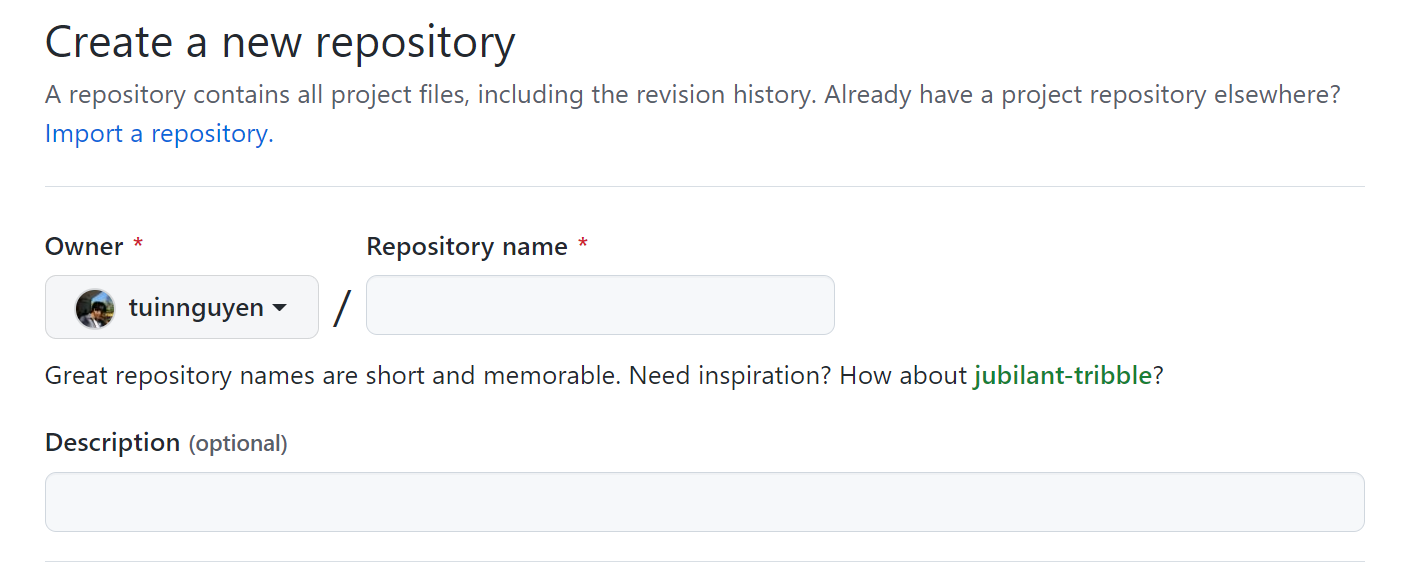 Create a new repository
A repository contains all project files, including the revision history. Already have a project repository elsewhere?
Import a repository.
Owner * Repository name *
tuinnguyen /
Great repository names are short and memorable. Need inspiration? How about jubilant-tribble?
Description (optional)